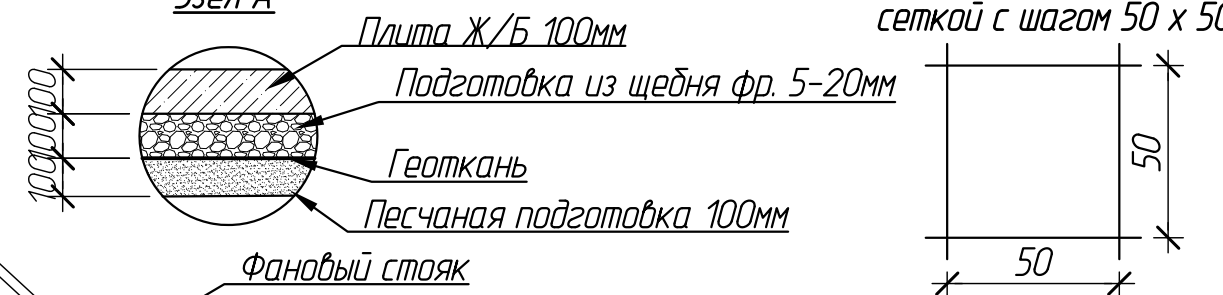 Узел А
сеткой с шагом 50 х 50
Плита Ж/Б 100мм
Подготовка из щебня фр. 5-20мм
Геоткань
Песчаная подготовка 100мм
Фановый стояк
100
100
100
50
50